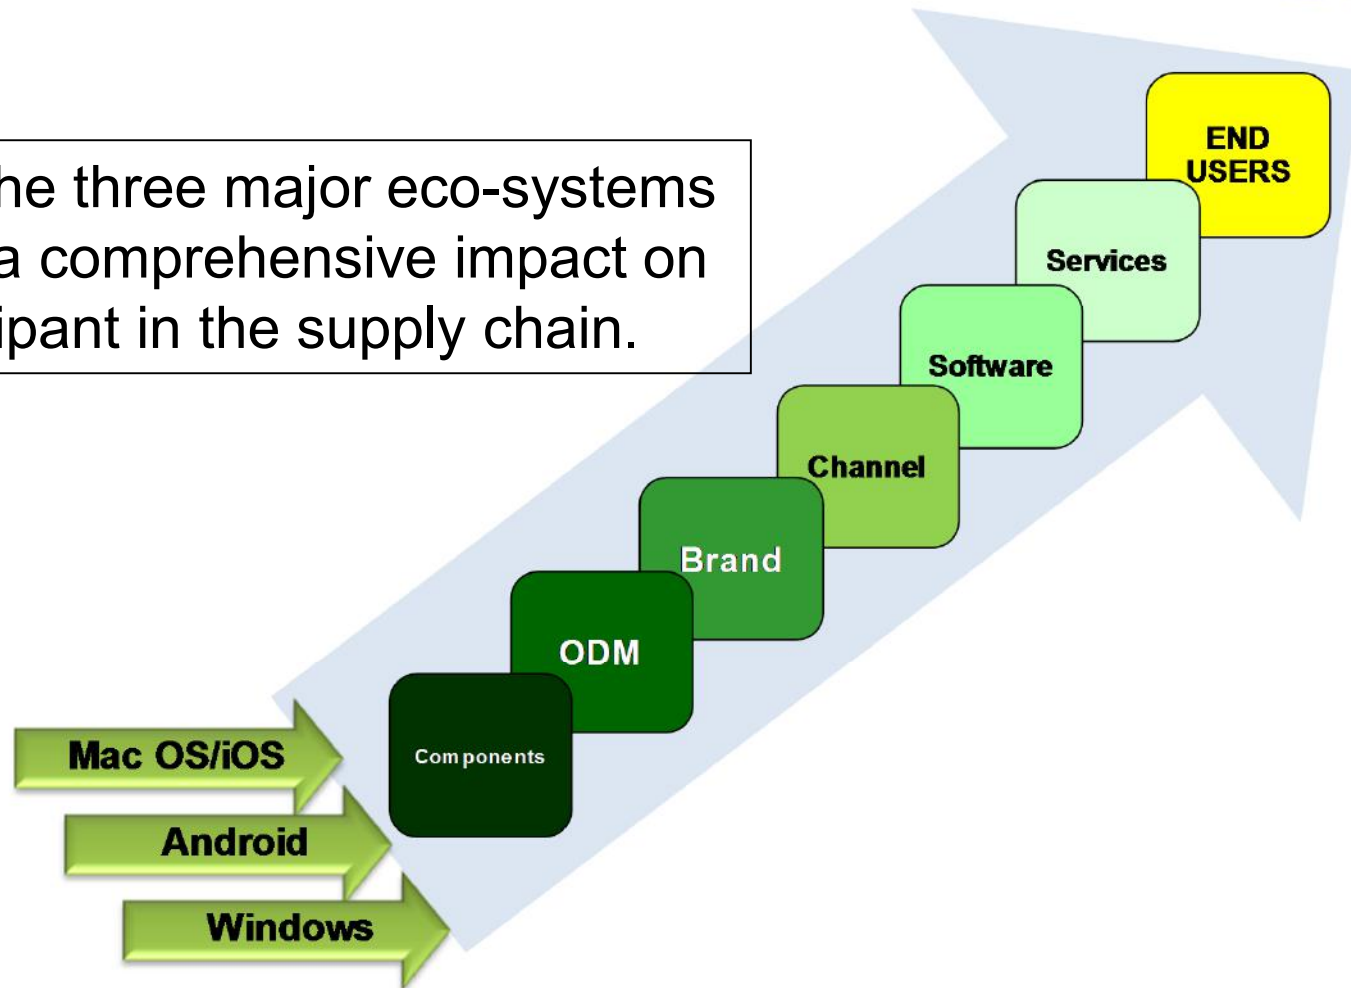 he three major eco-systems
a comprehensive impact on
ipant in the supply chain.
END
USERS
Services
Software
Channel
Brand
ODM
Components
Mac OS/iOS
Android
Windows